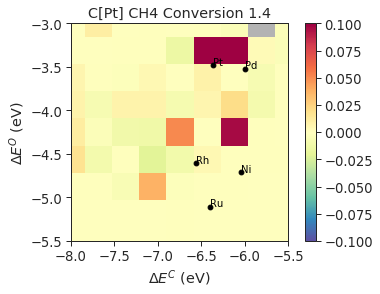 C[Pt] CH4 Conversion 1.4
−3.0
−3.5
−4.0
−4.5
−5.0
−5.5
ΔE^O (eV)
Pt
Pd
Rh
Ni
Ru
−8.0 −7.5 −7.0 −6.5 −6.0 −5.5
ΔE^C (eV)
0.100
0.075
0.050
0.025
0.000
−0.025
−0.050
−0.075
−0.100